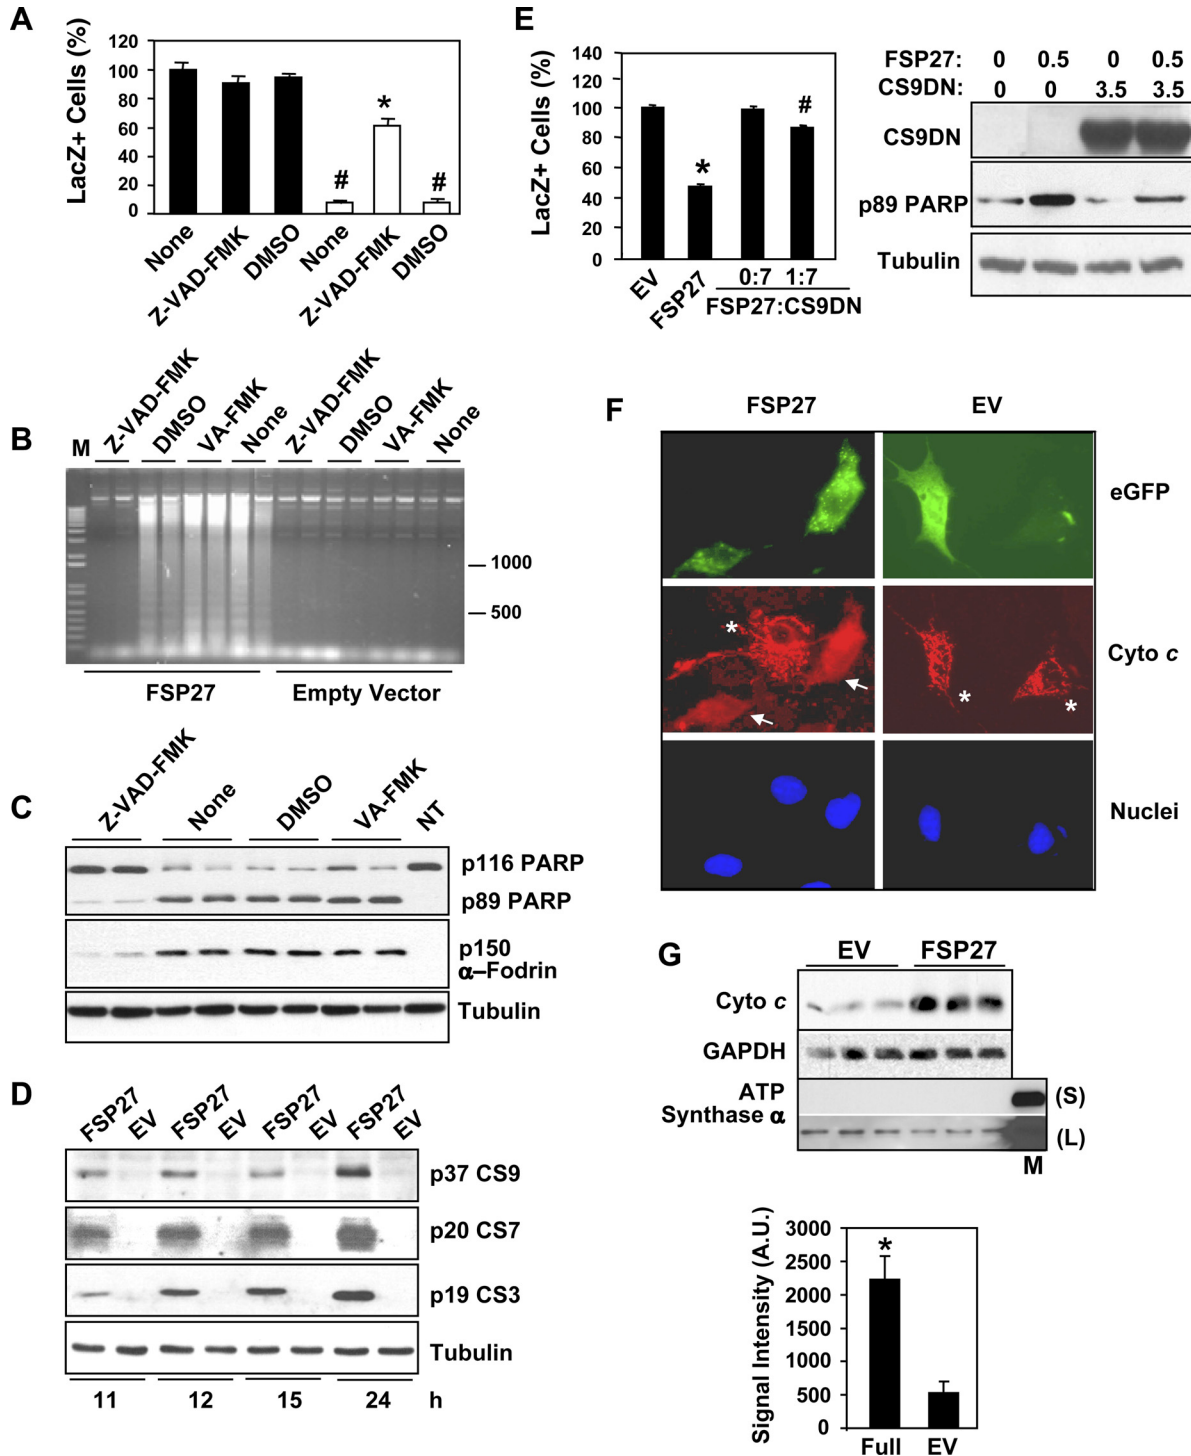 A
LacZ+ Cells (%)
120
100
80
60
40
20
0
#
*
#
None
Z-VAD-FMK
DMSO
None
Z-VAD-FMK
DMSO
B
M
Z-VAD-FMK
DMSO
VA-FMK
None
Z-VAD-FMK
DMSO
VA-FMK
None
1000
500
FSP27
Empty Vector
C
Z-VAD-FMK
None
DMSO
VA-FMK
NT
p116 PARP
p89 PARP
p150
α–Fodrin
Tubulin
D
FSP27
EV
FSP27
EV
FSP27
EV
FSP27
EV
p37 CS9
p20 CS7
p19 CS3
Tubulin
11 12 15 24 h
E
LacZ+ Cells (%)
140
120
100
80
60
40
20
0
*
#
EV
FSP27
0:7 1:7
FSP27:CS9DN
FSP27: 0 0.5 0 0.5
CS9DN: 0 0 3.5 3.5
CS9DN
p89 PARP
Tubulin
F
FSP27 EV
eGFP
*
*
*
Cyto c
Nuclei
G
EV FSP27
Cyto c
GAPDH
ATP
Synthase α
(S)
(L)
M
Signal Intensity (A.U.)
3000
2500
2000
1500
1000
500
0
*
Full EV